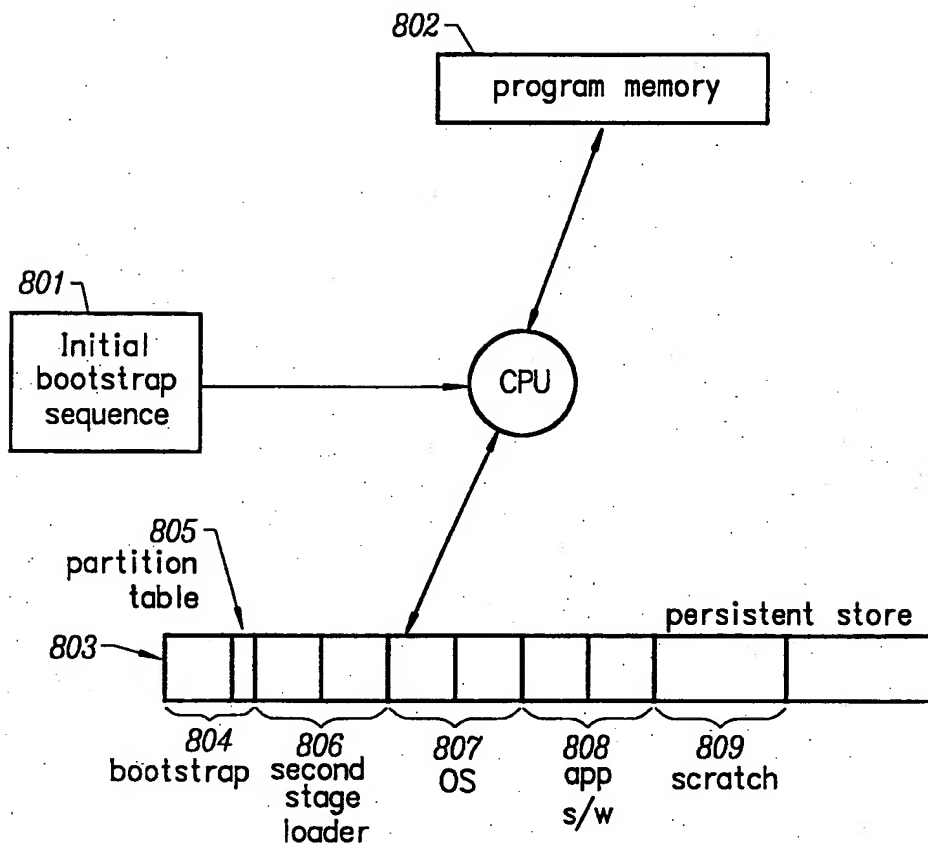 802
program memory
801
Initial
bootstrap
sequence
CPU
805
partition
table
persistent store
803
804
bootstrap
806
second
stage
loader
807
OS
808
app
s/w
809
scratch